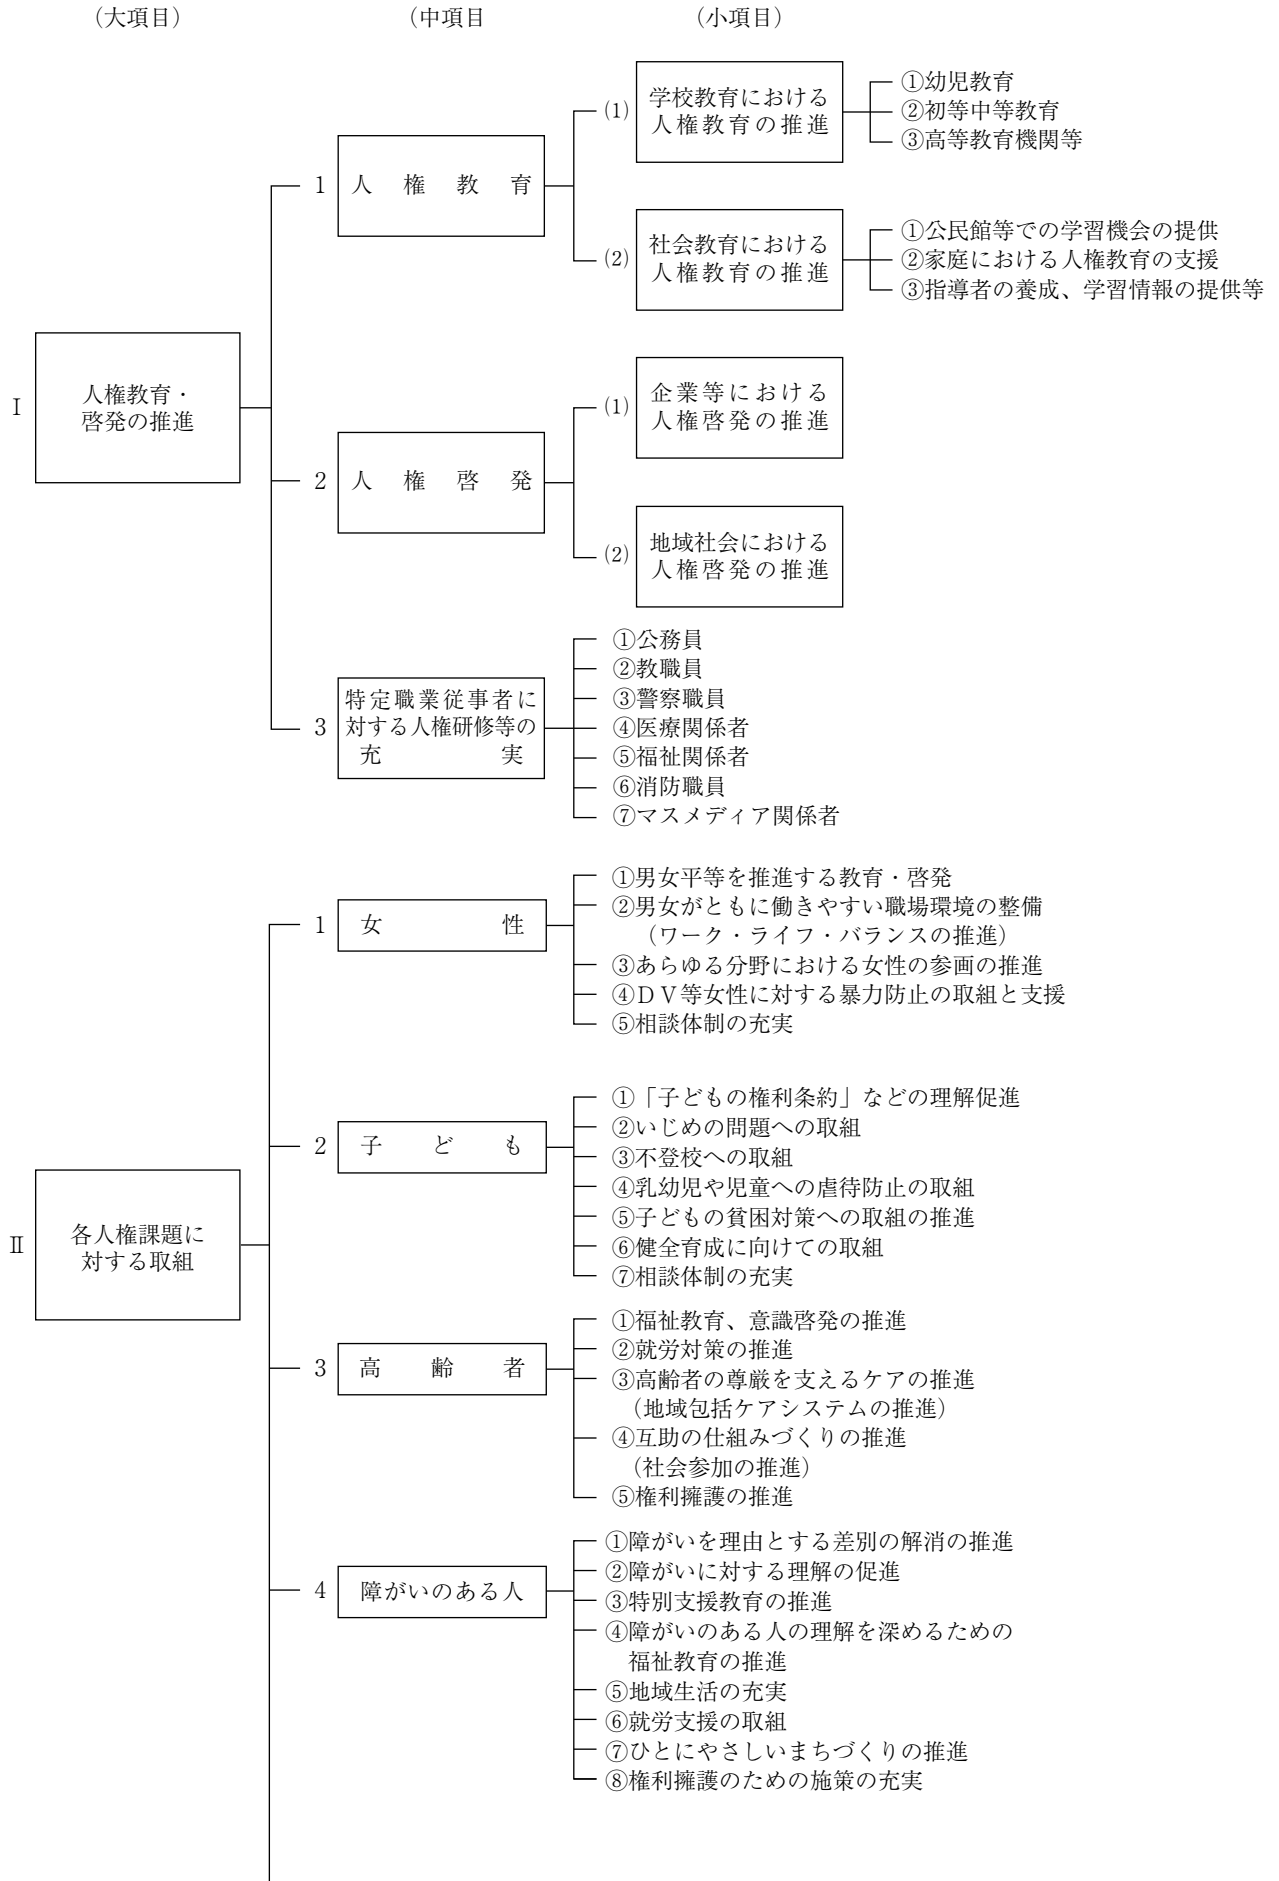 （大項目）
（中項目
（小項目）
Ⅰ
人権教育・
啓発の推進
1
人権教育
(1)
学校教育における
人権教育の推進
①幼児教育
②初等中等教育
③高等教育機関等
(2)
社会教育における
人権教育の推進
①公民館等での学習機会の提供
②家庭における人権教育の支援
③指導者の養成、学習情報の提供等
2
人権啓発
(1)
企業等における
人権啓発の推進
(2)
地域社会における
人権啓発の推進
3
特定職業従事者に
対する人権研修等の
充実
①公務員
②教職員
③警察職員
④医療関係者
⑤福祉関係者
⑥消防職員
⑦マスメディア関係者
Ⅱ
各人権課題に
対する取組
1
女性
①男女平等を推進する教育・啓発
②男女がともに働きやすい職場環境の整備
（ワーク・ライフ・バランスの推進）
③あらゆる分野における女性の参画の推進
④ＤＶ等女性に対する暴力防止の取組と支援
⑤相談体制の充実
2
子ども
①「子どもの権利条約」などの理解促進
②いじめの問題への取組
③不登校への取組
④乳幼児や児童への虐待防止の取組
⑤子どもの貧困対策への取組の推進
⑥健全育成に向けての取組
⑦相談体制の充実
3
高齢者
①福祉教育、意識啓発の推進
②就労対策の推進
③高齢者の尊厳を支えるケアの推進
（地域包括ケアシステムの推進）
④互助の仕組みづくりの推進
（社会参加の推進）
⑤権利擁護の推進
4
障がいのある人
①障がいを理由とする差別の解消の推進
②障がいに対する理解の促進
③特別支援教育の推進
④障がいのある人の理解を深めるための
福祉教育の推進
⑤地域生活の充実
⑥就労支援の取組
⑦ひとにやさしいまちづくりの推進
⑧権利擁護のための施策の充実